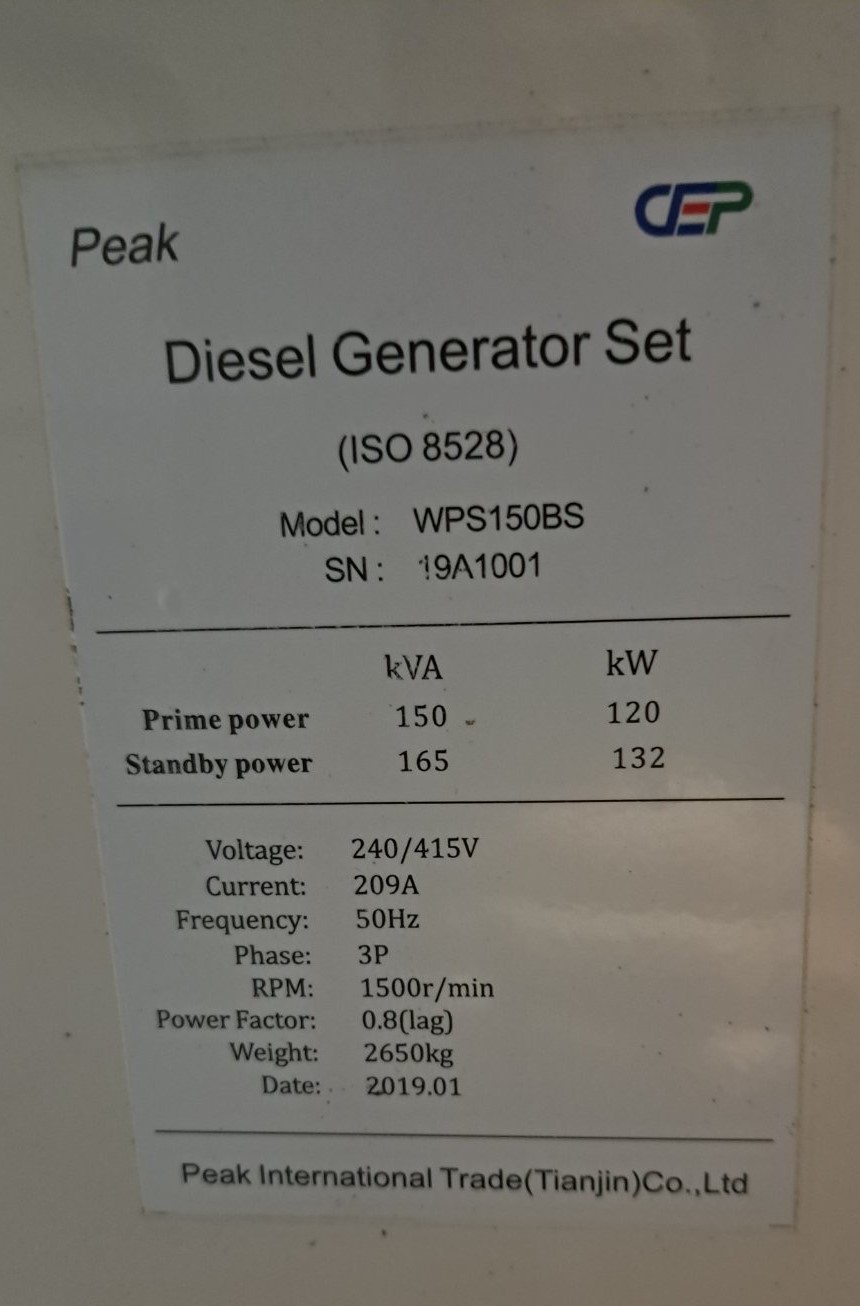 Peak
CEP
Diesel Generator Set
(ISO 8528)
Model : WPS150BS
SN : 19A1001
kVA kW
Prime power 150 120
Standby power 165 132
Voltage: 240/415V
Current: 209A
Frequency: 50Hz
Phase: 3P
RPM: 1500r/min
Power Factor: 0.8(lag)
Weight: 2650kg
Date: 2019.01
Peak International Trade(Tianjin)Co.,Ltd